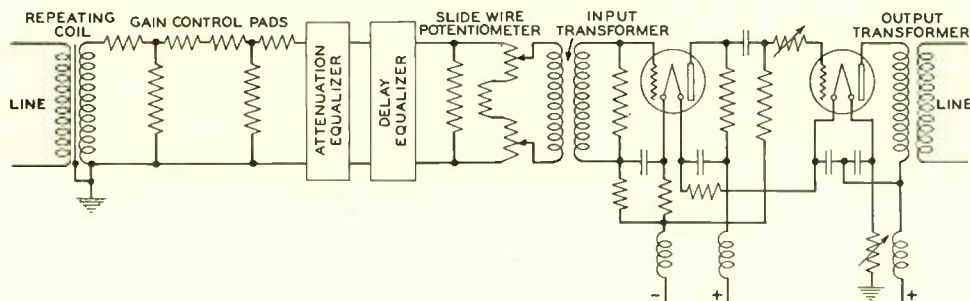 REPEATING
COIL
GAIN CONTROL PADS
SLIDE WIRE
POTENTIOMETER
INPUT
TRANSFORMER
OUTPUT
TRANSFORMER
LINE
ATTENUATION
EQUALIZER
DELAY
EQUALIZER
LINE
-
+
+